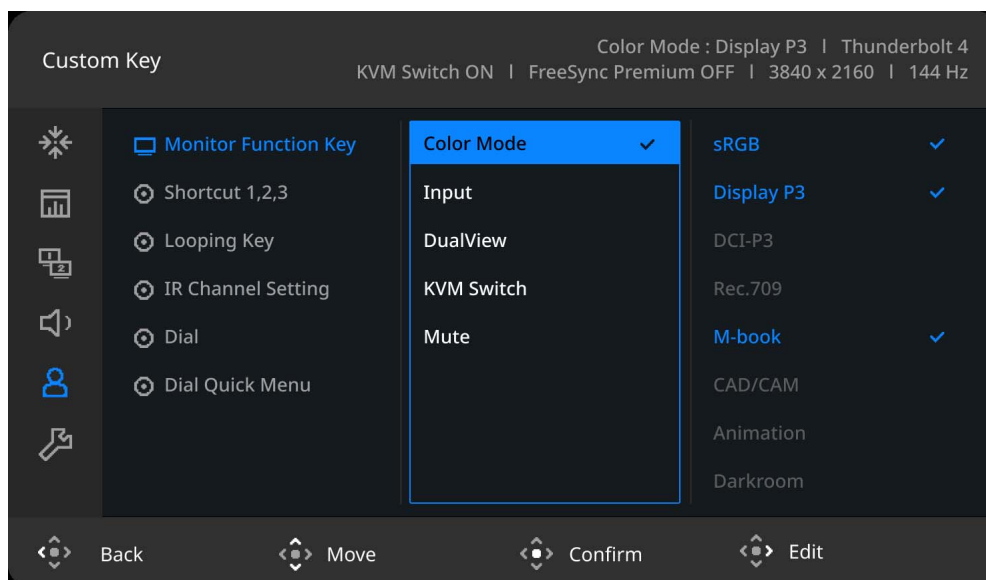 Custom Key
Color Mode : Display P3 | Thunderbolt 4
KVM Switch ON | FreeSync Premium OFF | 3840 x 2160 | 144 Hz
Monitor Function Key
Shortcut 1,2,3
Looping Key
IR Channel Setting
Dial
Dial Quick Menu
Color Mode
Input
DualView
KVM Switch
Mute
sRGB
Display P3
DCI-P3
Rec.709
M-book
CAD/CAM
Animation
Darkroom
1
2
Back Move Confirm Edit